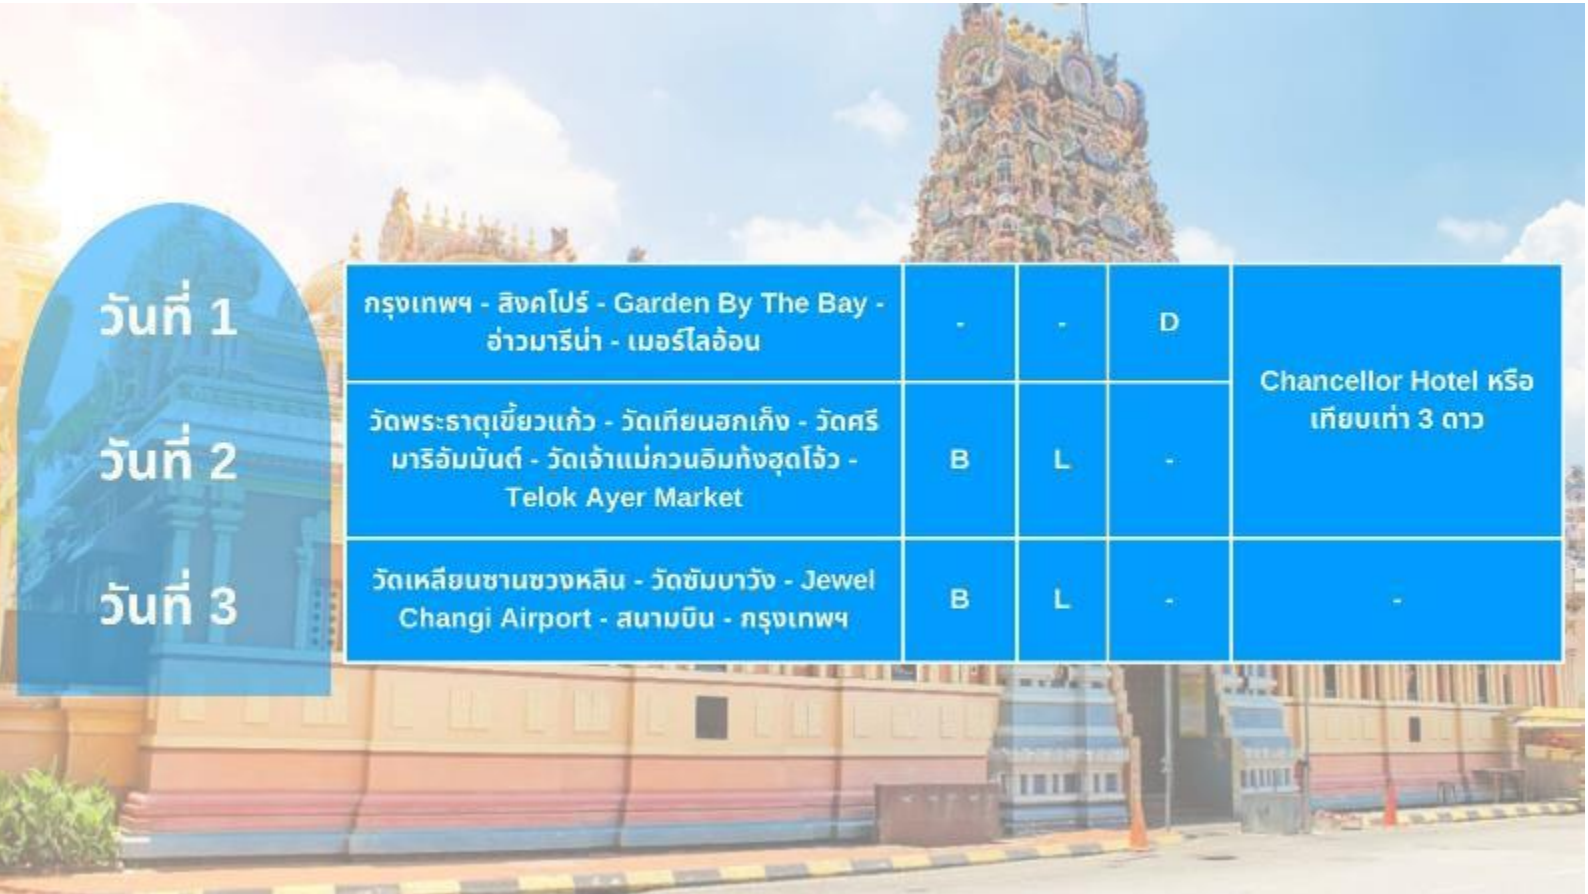 วันที่ 1
กรุงเทพฯ - สิงคโปร์ - Garden By The Bay -
อ่าวมารีน่า - เมอร์ไลอ้อน
-
-
D
Chancellor Hotel หรือ
เทียบเท่า 3 ดาว
วันที่ 2
วัดพระธาตุเขี้ยวแก้ว - วัดเทียนฮกเก็ง - วัดศรี
มาริอัมมันต์ - วัดเจ้าแม่กวนอิมทั้งฮุดโจ้ว -
Telok Ayer Market
B
L
-
วันที่ 3
วัดเหลียนซานซวงหลิน - วัดซัมบาวัง - Jewel
Changi Airport - สนามบิน - กรุงเทพฯ
B
L
-
-